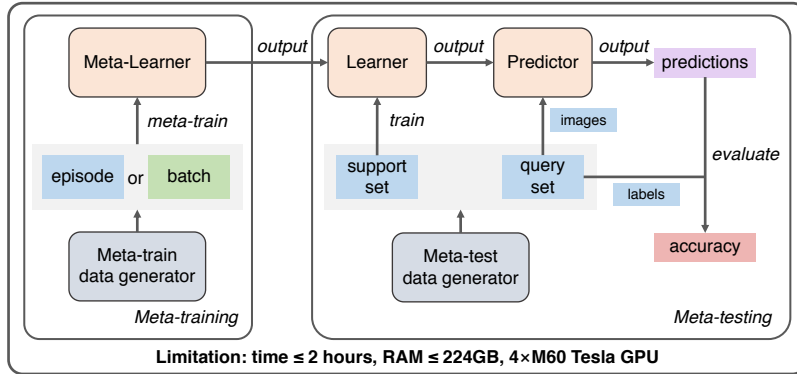 output
output
output
Meta-Learner
Learner
Predictor
predictions
meta-train
train
images
evaluate
episode or batch
support
set
query
set
labels
Meta-train
data generator
Meta-test
data generator
accuracy
Meta-training
Meta-testing
Limitation: time ≤ 2 hours, RAM ≤ 224GB, 4×M60 Tesla GPU